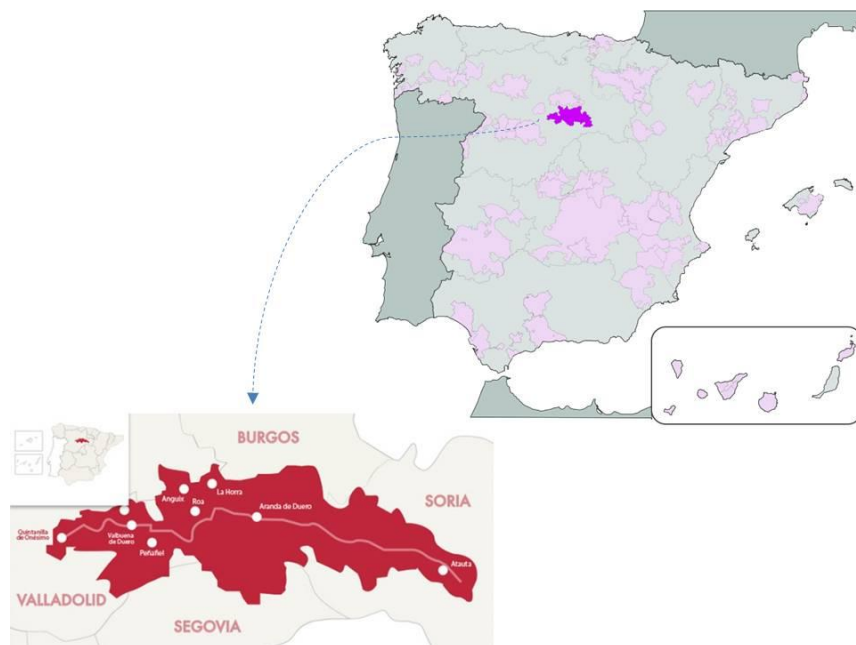 BURGOS
SORIA
La Horra
Anguix
Roa
Aranda de Duero
Quintanilla
de Onésimo
Valbuena
de Duero
Peñafiel
Atauta
VALLADOLID
SEGOVIA